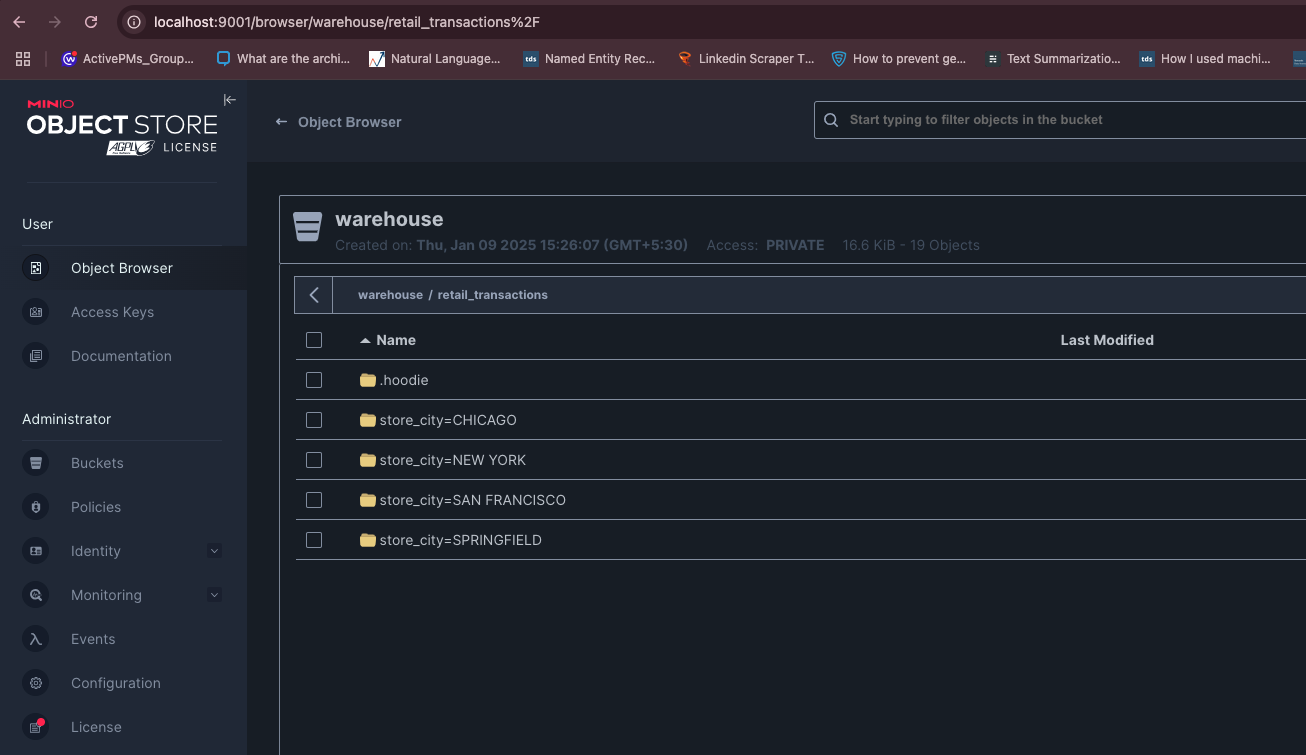 localhost:9001/browser/warehouse/retail_transactions%2F
ActivePMs_Group... What are the archi... Natural Language... tds Named Entity Rec... Linkedin Scraper T... How to prevent ge... Text Summarizatio... tds How I used machi...
MINIO
OBJECT STORE
AGPL LICENSE
User
Object Browser
Access Keys
Documentation
Administrator
Buckets
Policies
Identity
Monitoring
Events
Configuration
License
← Object Browser
Start typing to filter objects in the bucket
warehouse
Created on: Thu, Jan 09 2025 15:26:07 (GMT+5:30) Access: PRIVATE 16.6 KiB - 19 Objects
warehouse / retail_transactions
Name Last Modified
.hoodie
store_city=CHICAGO
store_city=NEW YORK
store_city=SAN FRANCISCO
store_city=SPRINGFIELD